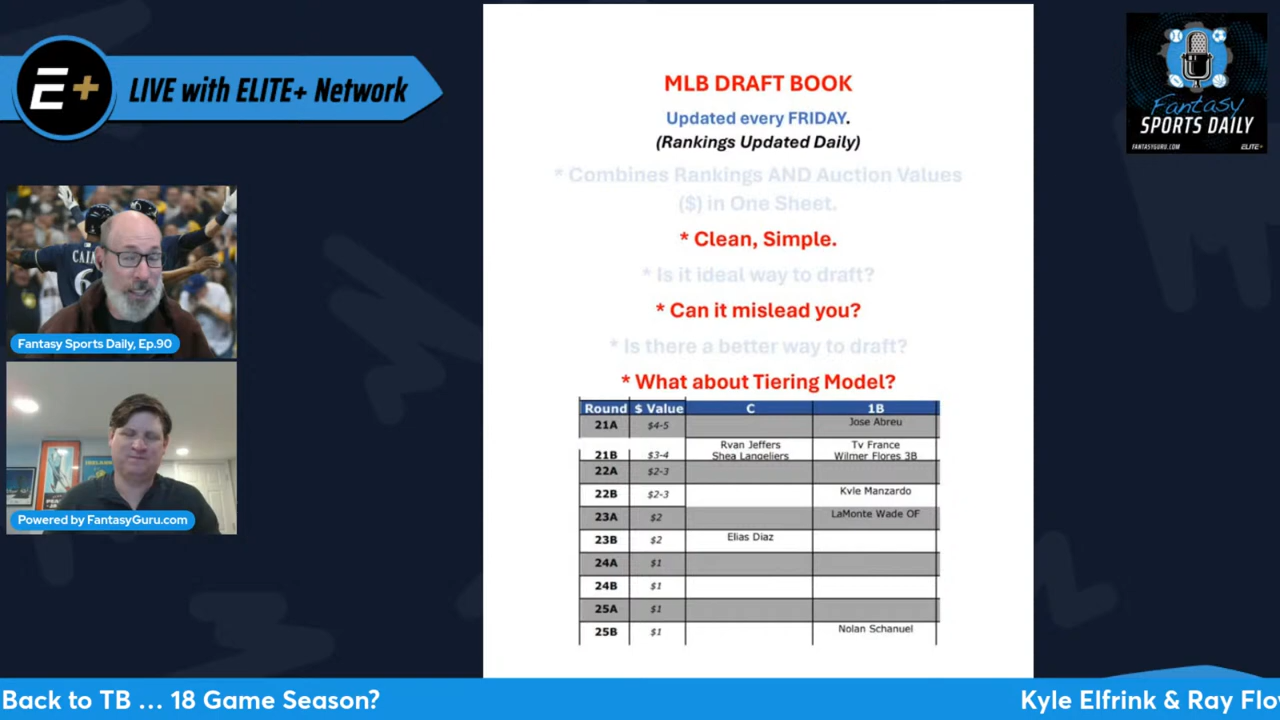 E+ LIVE with ELITE+ Network
MLB DRAFT BOOK
Updated every FRIDAY.
(Rankings Updated Daily)
* Combines Rankings AND Auction Values
($) in One Sheet.
* Clean, Simple.
* Is it ideal way to draft?
* Can it mislead you?
* Is there a better way to draft?
* What about Tiering Model?
Round $ Value C 1B
21A $4-5 Jose Abreu
Ryan Jeffers Ty France
21B $3-4 Shea Langeliers Wilmer Flores 3B
22A $2-3
22B $2-3 Kyle Manzardo
23A $2 LaMonte Wade OF
23B $2 Elias Diaz
24A $1
24B $1
25A $1
25B $1 Nolan Schanuel
Fantasy
SPORTS DAILY
FANTASYGURU.COM ELITE+
CAI
6
Fantasy Sports Daily, Ep.90
Powered by FantasyGuru.com
Back to TB ... 18 Game Season? Kyle Elfrink & Ray Flo